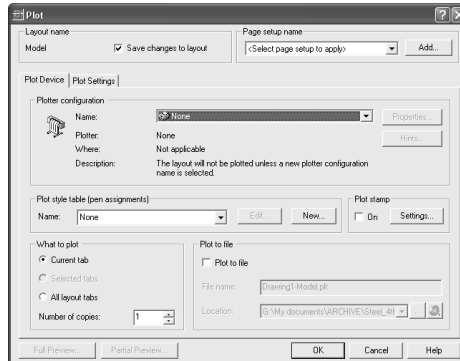 Plot
Layout name
Model
Save changes to layout
Page setup name
<Select page setup to apply>
Add...
Plot Device
Plot Settings
Plotter configuration
Name:
None
Properties...
Plotter:
None
Hints...
Where:
Not applicable
Description:
The layout will not be plotted unless a new plotter configuration
name is selected.
Plot style table (pen assignments)
Name:
None
Edit...
New...
Plot stamp
On
Settings...
What to plot
Current tab
Selected tabs
All layout tabs
Number of copies:
1
Plot to file
Plot to file
File name:
Drawing1-Model.plt
Location:
G:\My documents\ARCHIVE\Steel_4th
...
Full Preview...
Partial Preview...
OK
Cancel
Help